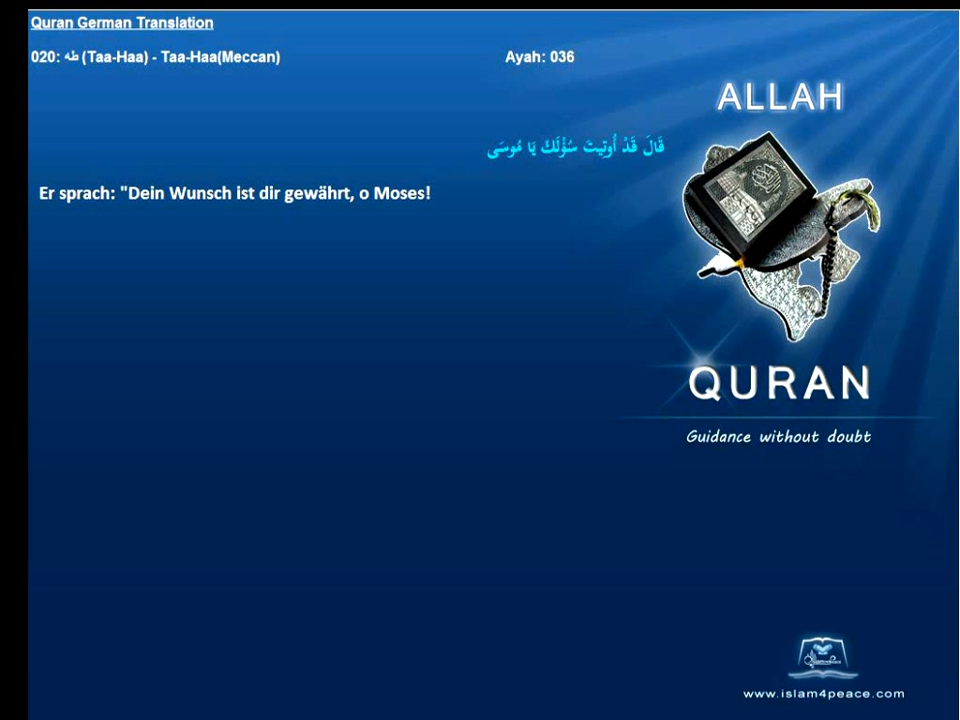 Quran German Translation
020: طه (Taa-Haa) - Taa-Haa(Meccan) Ayah: 036
ALLAH
قَالَ قَدْ أُوتِيتَ سُؤْلَكَ يَا مُوسَى
Er sprach: "Dein Wunsch ist dir gewährt, o Moses!
QURAN
Guidance without doubt
www.islam4peace.com